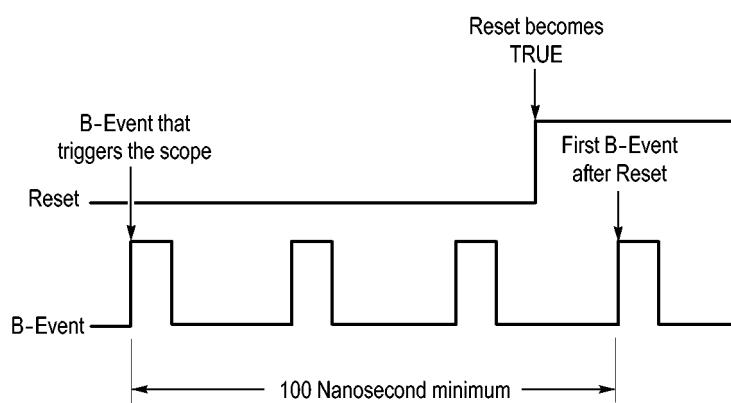 Reset becomes
TRUE
B-Event that
triggers the scope
First B-Event
after Reset
Reset
B-Event
100 Nanosecond minimum